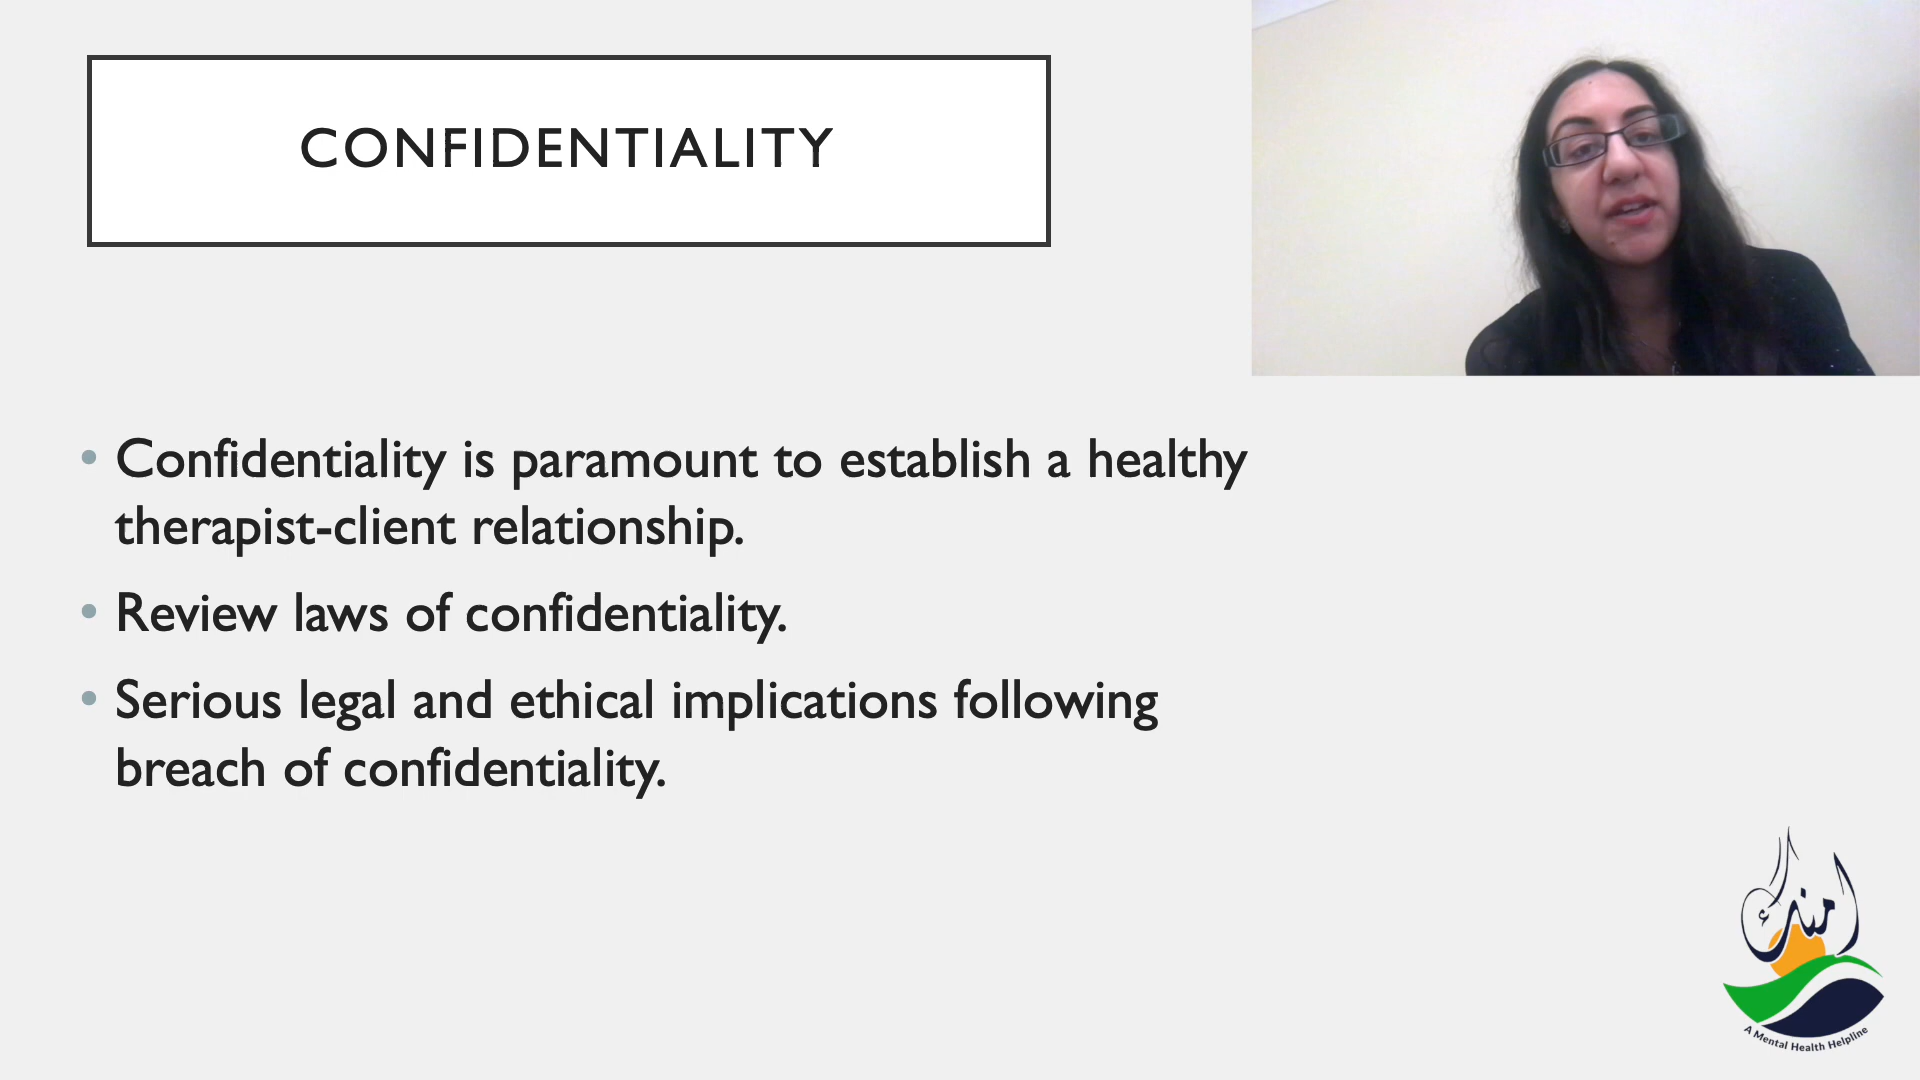 CONFIDENTIALITY
• Confidentiality is paramount to establish a healthy
therapist-client relationship.
• Review laws of confidentiality.
• Serious legal and ethical implications following
breach of confidentiality.
A Mental Health Helpline